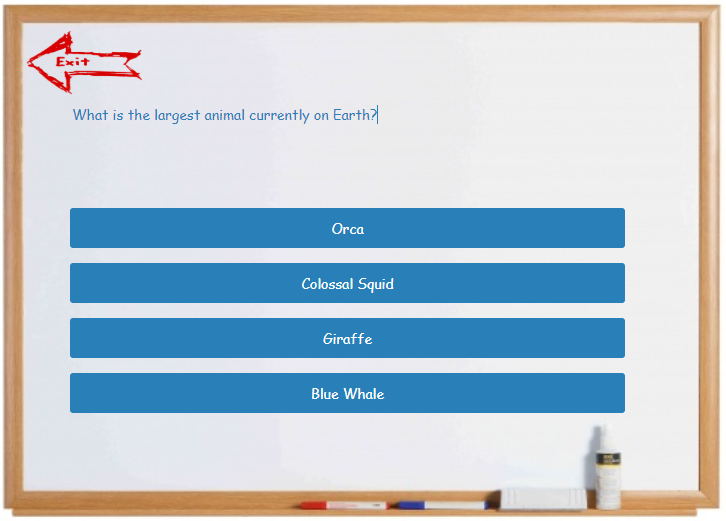 Exit
What is the largest animal currently on Earth?
Orca
Colossal Squid
Giraffe
Blue Whale